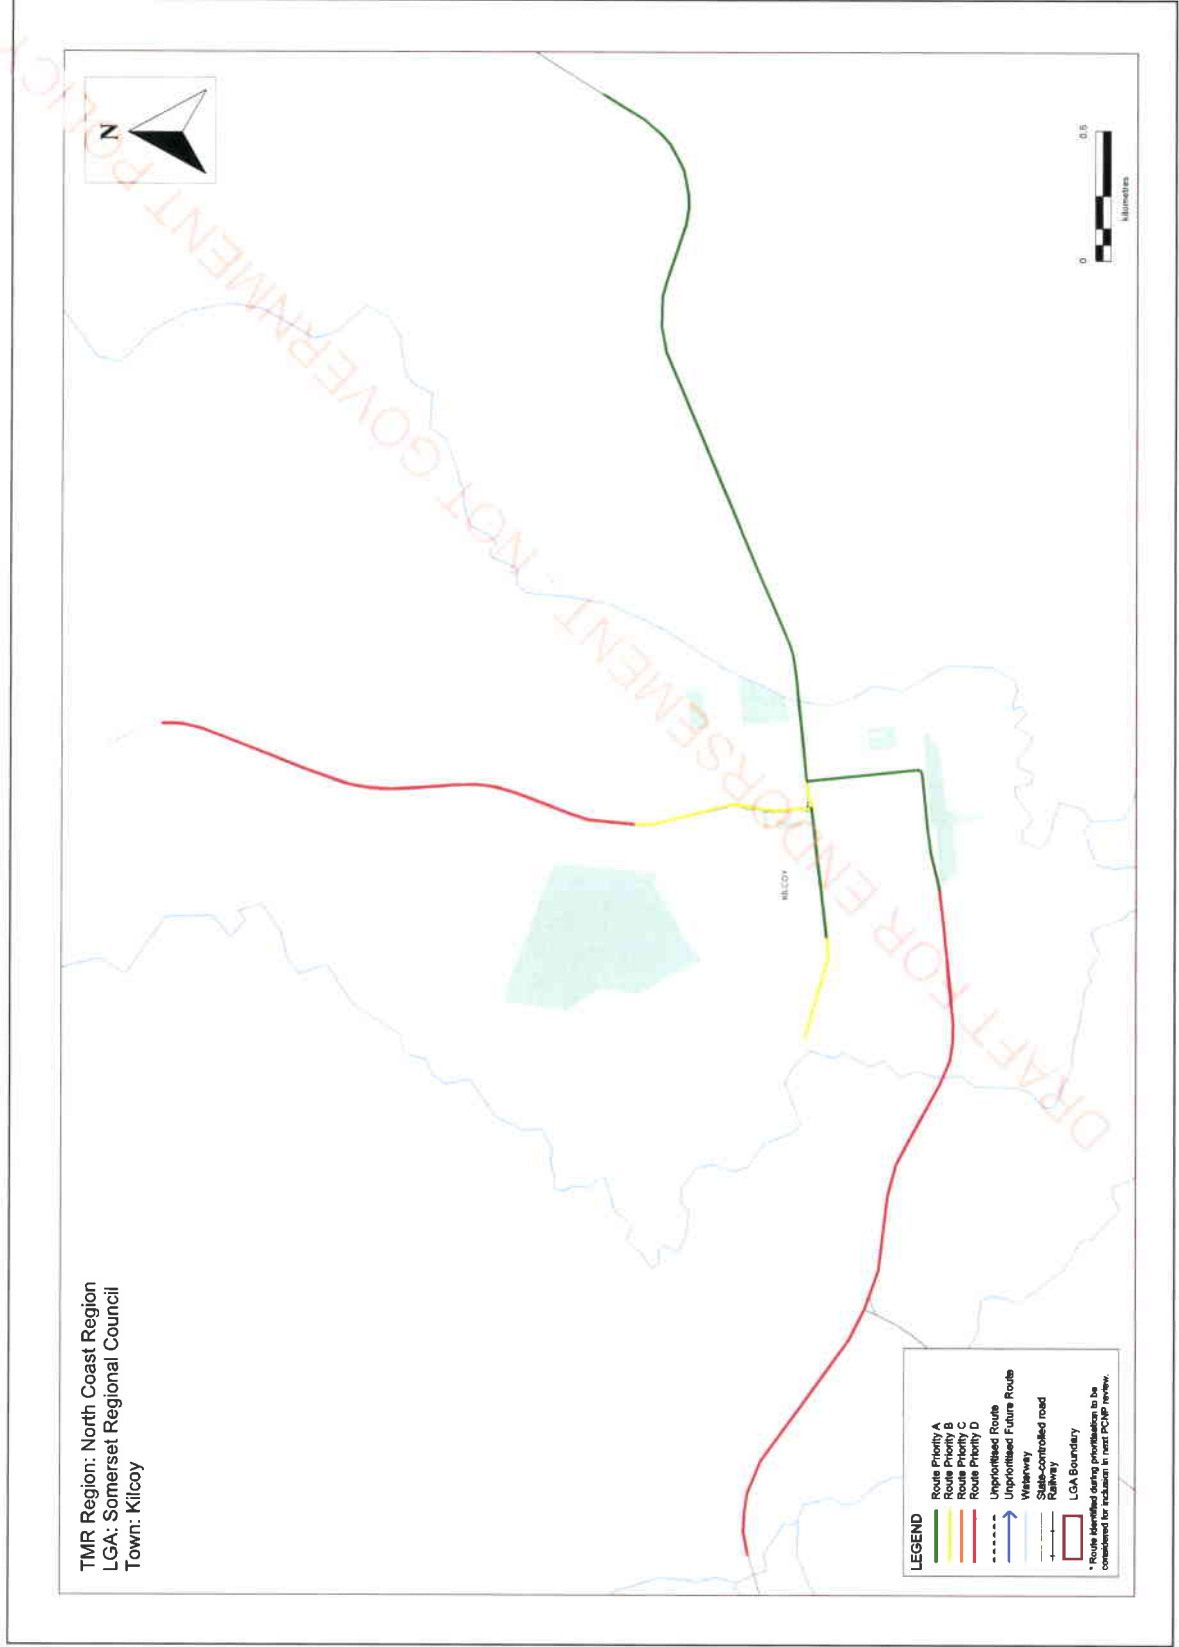 TMR Region: North Coast Region
LGA: Somerset Regional Council
Town: Kilcoy
N
DRAFT FOR ENDORSEMENT - NOT GOVERNMENT POLICY
KILCOY
LEGEND
Route Priority A
Route Priority B
Route Priority C
Route Priority D
Unprioritised Route
Unprioritised Future Route
Waterway
State-controlled road
Railway
LGA Boundary
* Route identified during prioritisation to be
considered for inclusion in next PCNP review.
0 0.5
kilometres